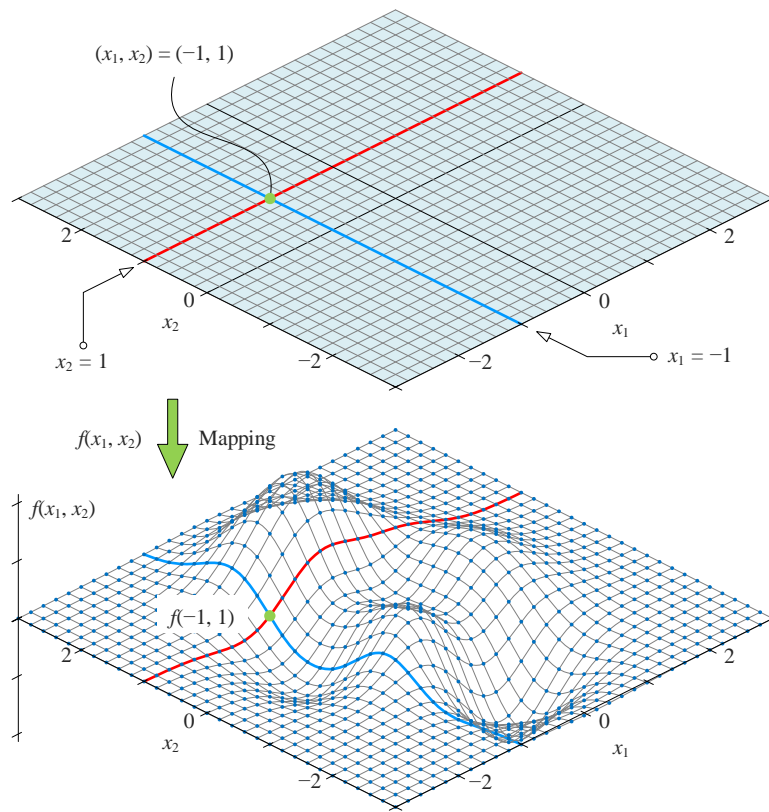 (x₁, x₂) = (−1, 1)
2
2
0
0
x₂
x₁
−2
−2
x₂ = 1
x₁ = −1
f(x₁, x₂) Mapping
f(x₁, x₂)
f(−1, 1)
2
2
0
0
x₂
x₁
−2
−2